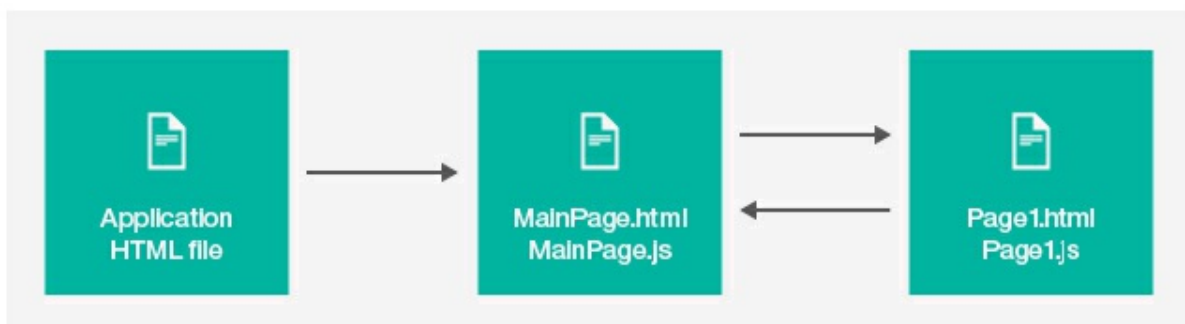 Application
HTML file
MainPage.html
MainPage.js
Page1.html
Page1.js